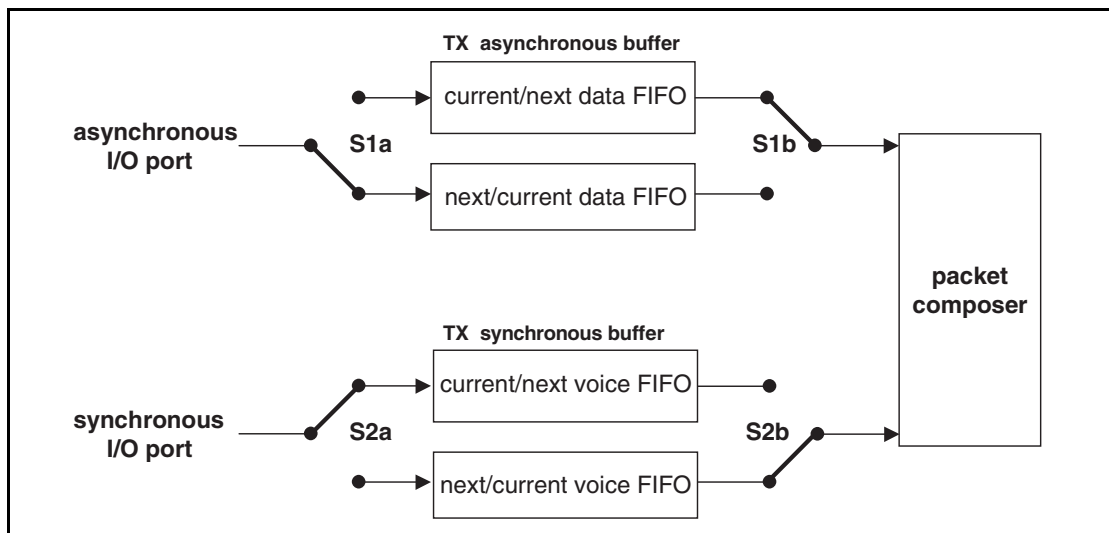 TX asynchronous buffer
current/next data FIFO
asynchronous
I/O port
S1a
S1b
next/current data FIFO
packet
composer
TX synchronous buffer
current/next voice FIFO
synchronous
I/O port
S2a
S2b
next/current voice FIFO